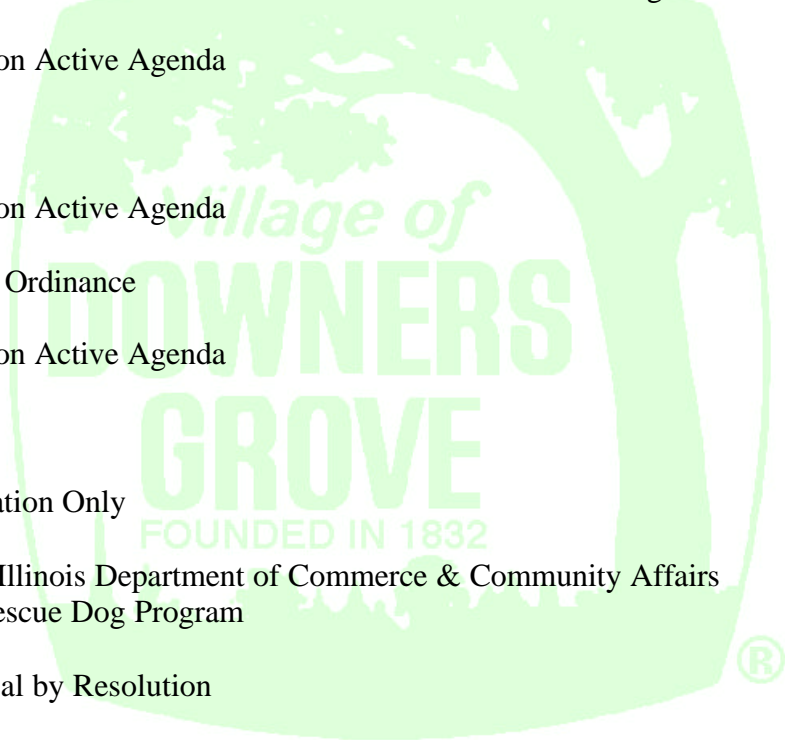 on Active Agenda
on Active Agenda
Village of
Ordinance
DOWNERS
on Active Agenda
GROVE
ation Only
FOUNDED IN 1832
Illinois Department of Commerce & Community Affairs
escue Dog Program
®
al by Resolution